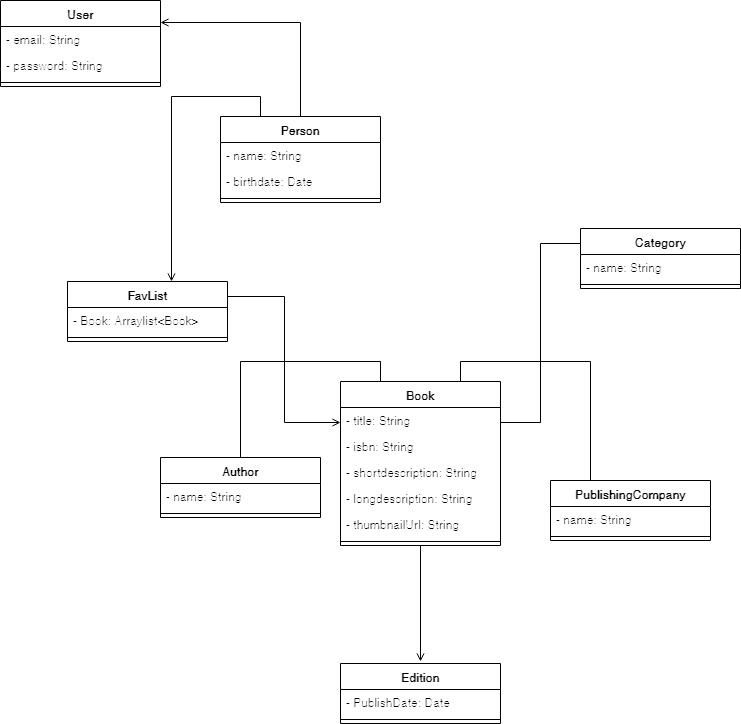 User
- email: String
- password: String
Person
- name: String
- birthdate: Date
Category
- name: String
FavList
- Book: Arraylist<Book>
Book
- title: String
- isbn: String
- shortdescription: String
- longdescription: String
- thumbnailUrl: String
Author
- name: String
PublishingCompany
- name: String
Edition
- PublishDate: Date